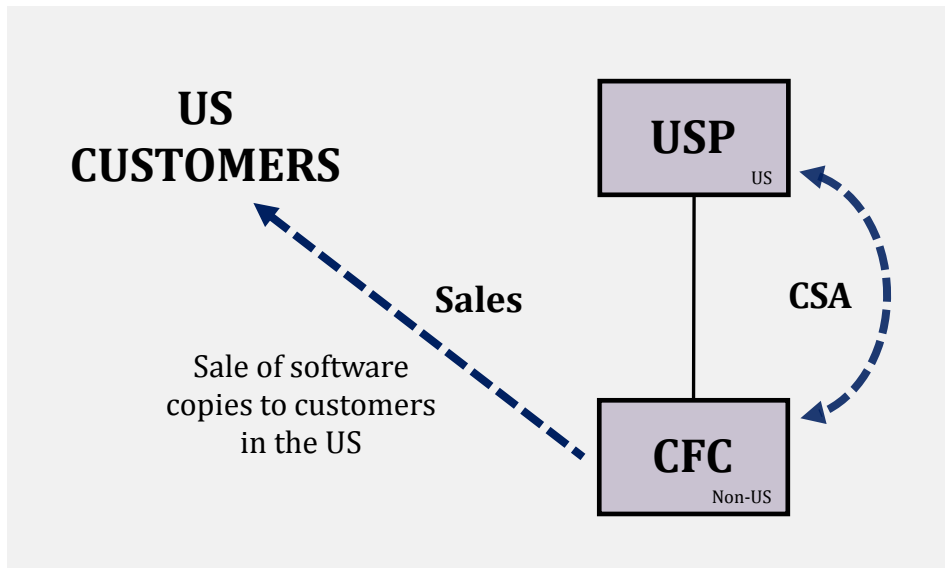 US
CUSTOMERS
USP
US
Sales
CSA
Sale of software
copies to customers
in the US
CFC
Non-US